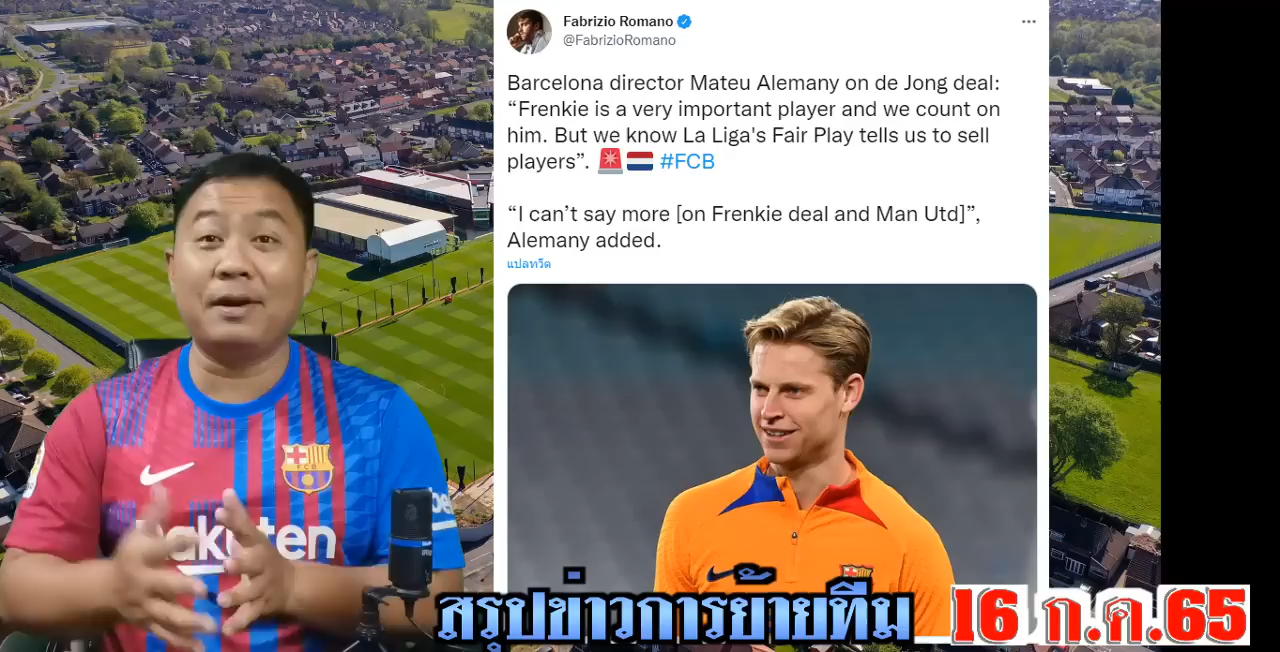 Fabrizio Romano
@FabrizioRomano
Barcelona director Mateu Alemany on de Jong deal:
“Frenkie is a very important player and we count on
him. But we know La Liga's Fair Play tells us to sell
players”. #FCB
“I can’t say more [on Frenkie deal and Man Utd]”,
Alemany added.
แปลทวีต
FCB
Rakuten
สรุปข่าวการย้ายทีม
16 ก.ค.65